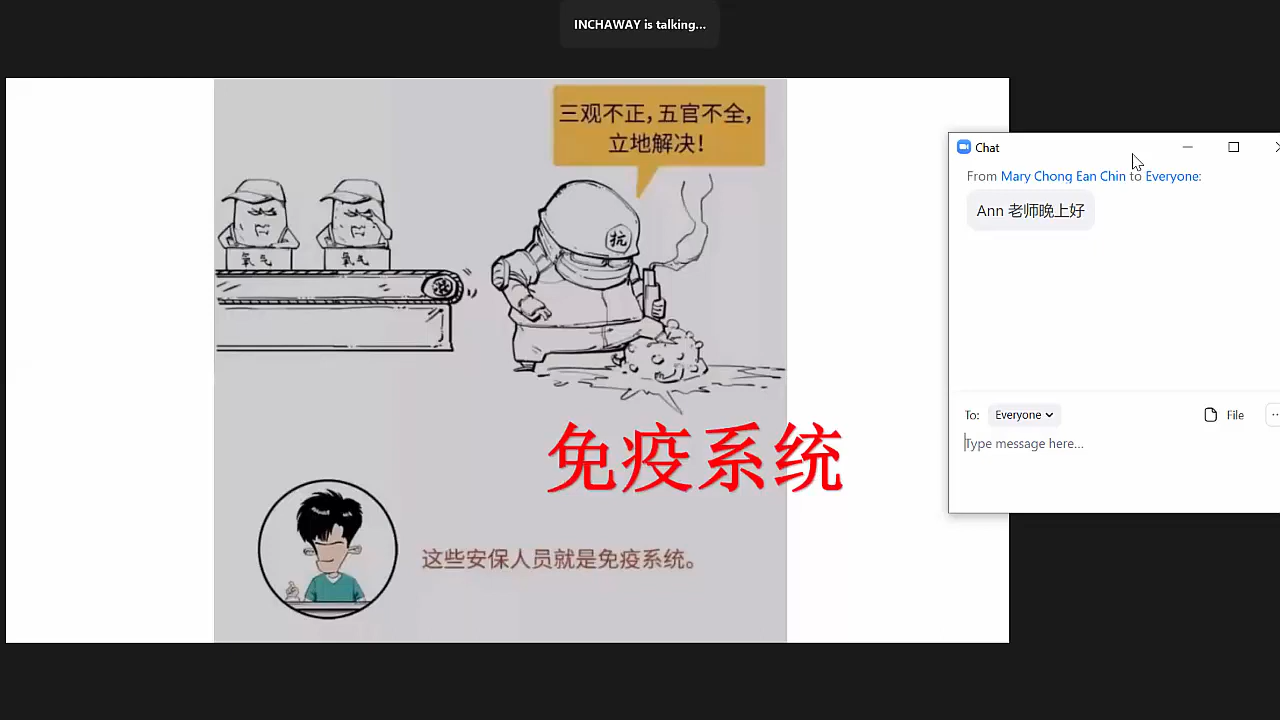 INCHAWAY is talking...
三观不正,五官不全,
立地解决!
抗
氧气
氧气
免疫系统
这些安保人员就是免疫系统。
Chat
From Mary Chong Ean Chin to Everyone:
Ann 老师晚上好
To: Everyone
File
Type message here...